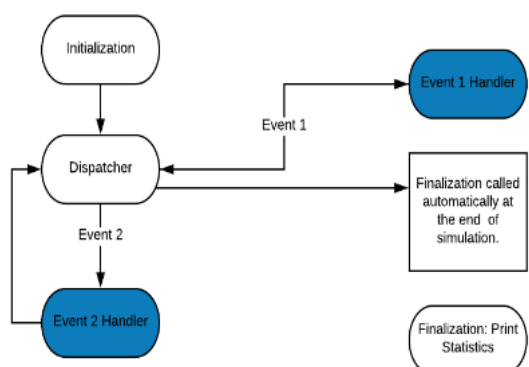 Initialization
Event 1 Handler
Event 1
Dispatcher
Finalization called
automatically at
the end of
simulation.
Event 2
Event 2 Handler
Finalization: Print
Statistics